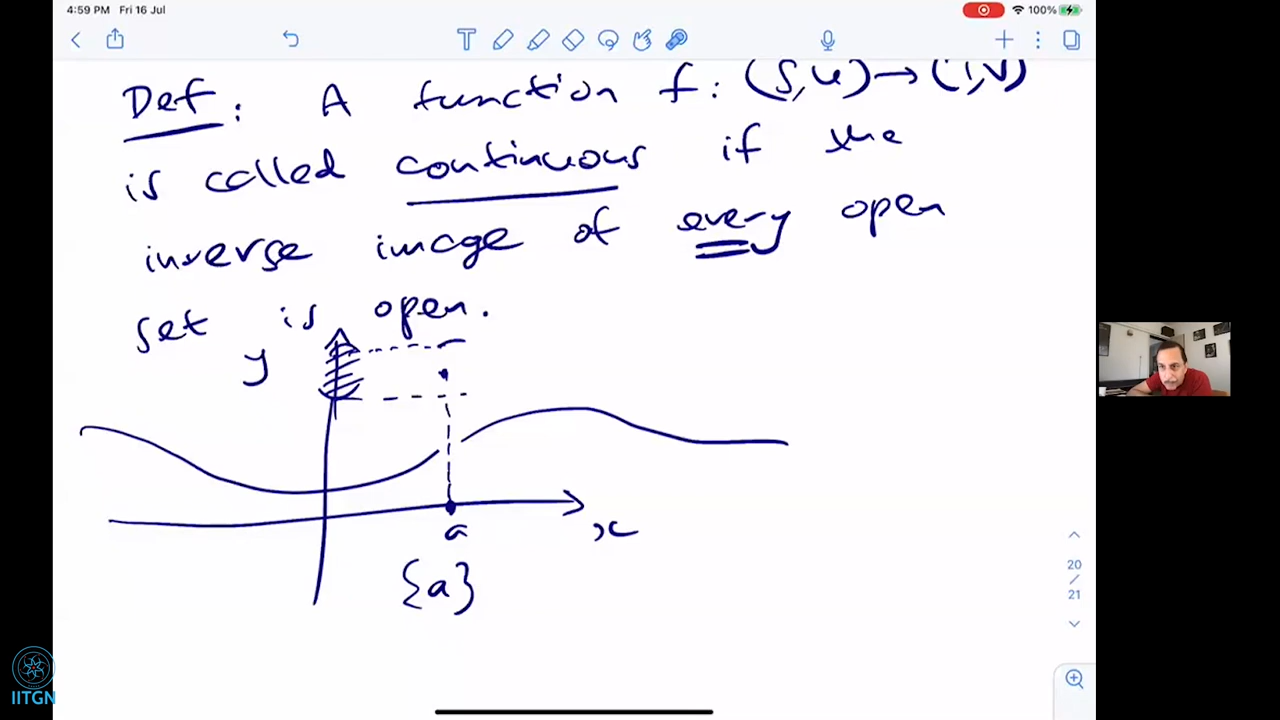 4:59 PM Fri 16 Jul
100%
Def: A function f: (S,U) → (T,V)
is called continuous if the
inverse image of every open
set is open.
y
a
x
{a}
20
/
21
IITGN